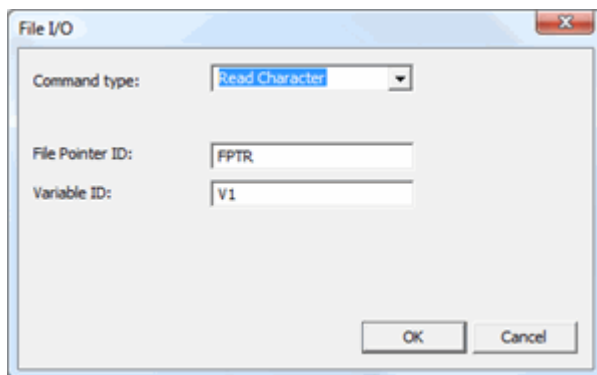 File I/O
Command type: Read Character
File Pointer ID: FPTR
Variable ID: V1
OK Cancel